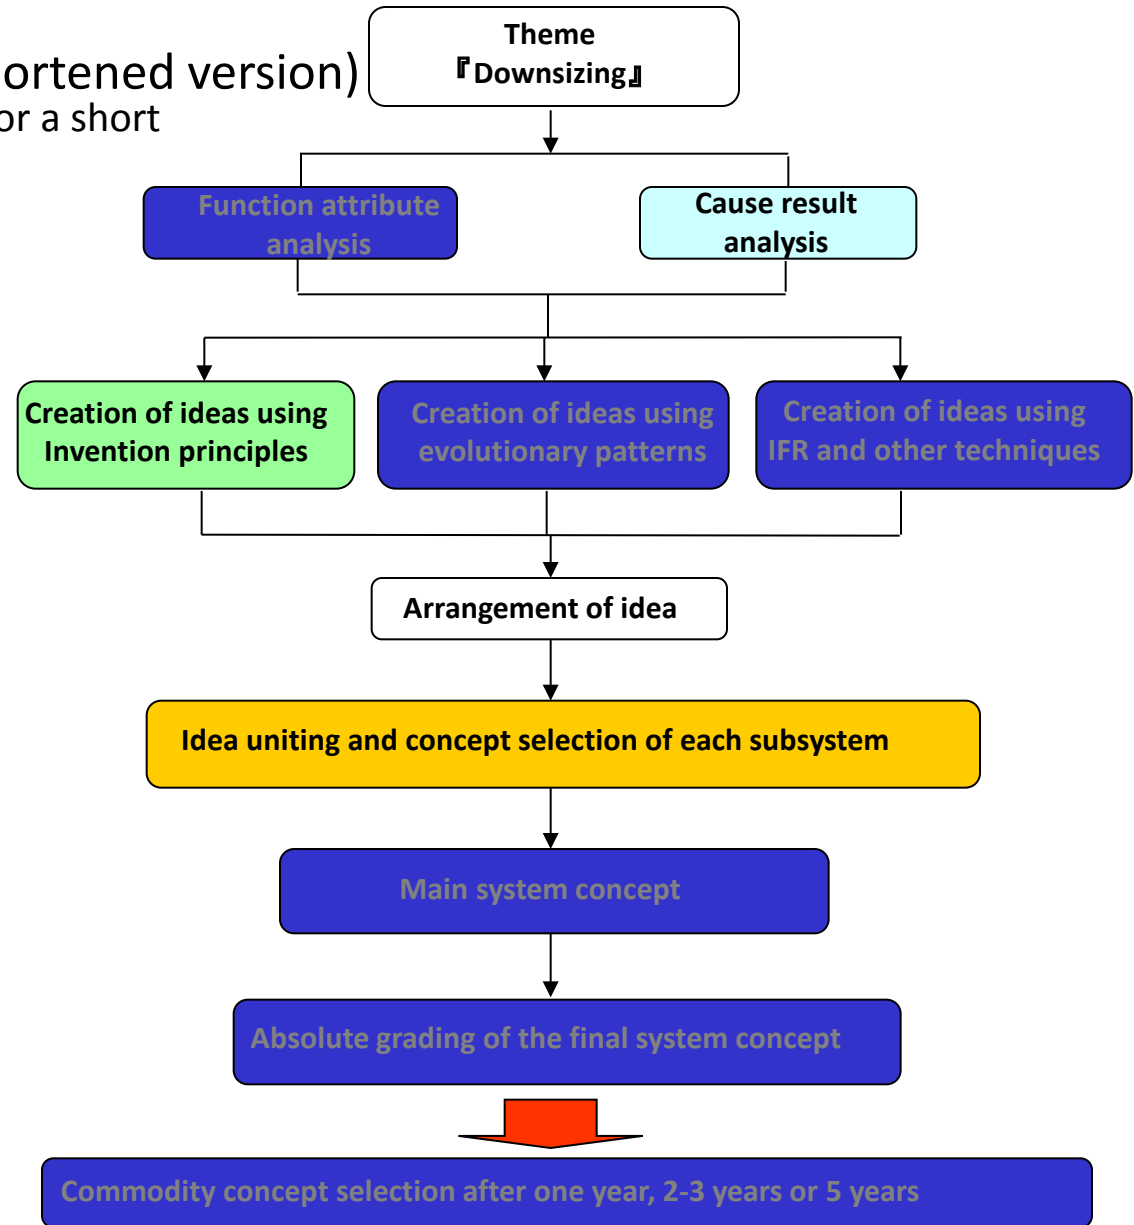 ortened version)
or a short
Theme
『Downsizing』
Function attribute
analysis
Cause result
analysis
Creation of ideas using
Invention principles
Creation of ideas using
evolutionary patterns
Creation of ideas using
IFR and other techniques
Arrangement of idea
Idea uniting and concept selection of each subsystem
Main system concept
Absolute grading of the final system concept
Commodity concept selection after one year, 2-3 years or 5 years